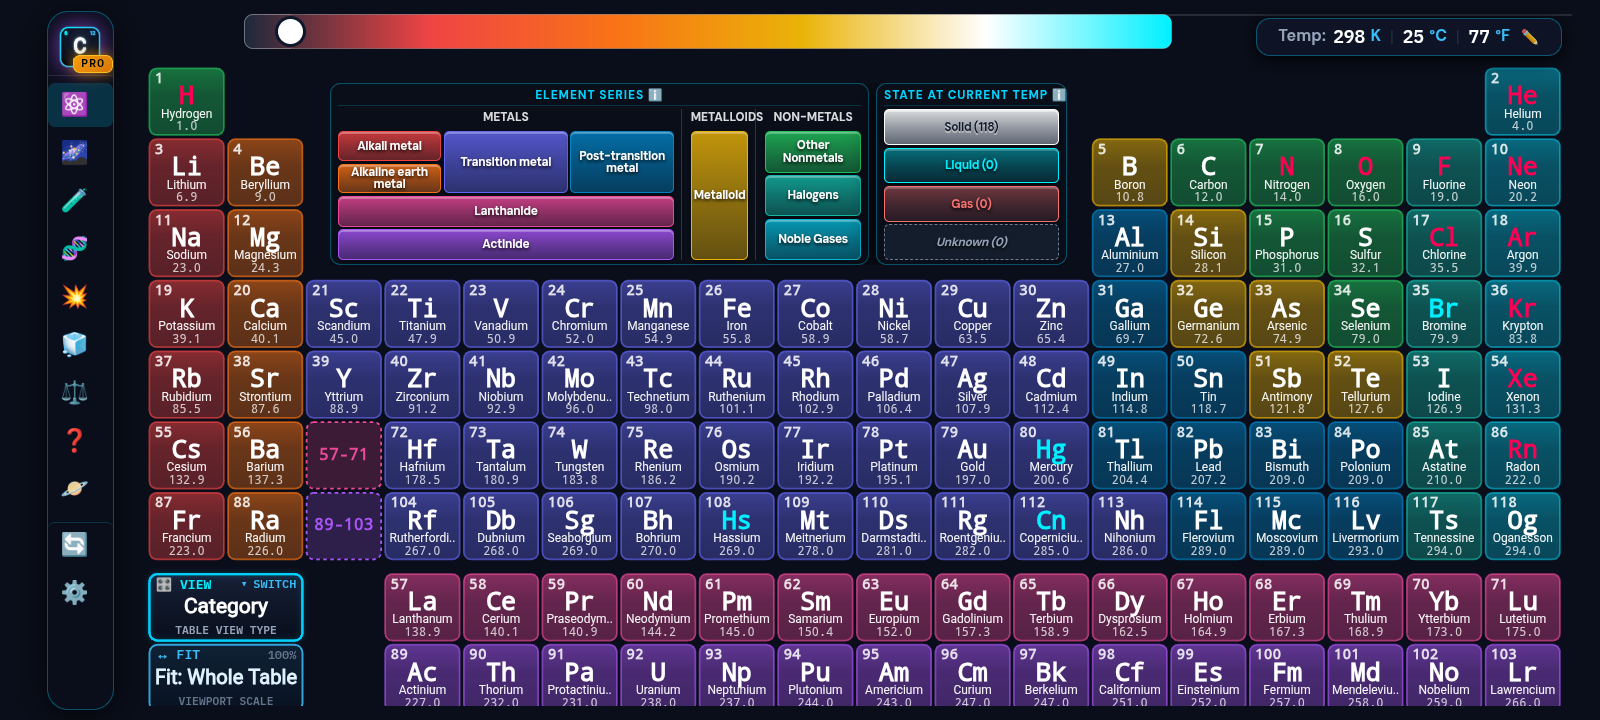 C
PRO
Temp: 298 K | 25 °C | 77 °F
1 H Hydrogen 1.0
ELEMENT SERIES
METALS
METALLOIDS
NON-METALS
Alkali metal
Alkaline earth metal
Transition metal
Post-transition metal
Lanthanide
Actinide
Metalloid
Other Nonmetals
Halogens
Noble Gases
STATE AT CURRENT TEMP
Solid (118)
Liquid (0)
Gas (0)
Unknown (0)
2 He Helium 4.0
3 Li Lithium 6.9
4 Be Beryllium 9.0
5 B Boron 10.8
6 C Carbon 12.0
7 N Nitrogen 14.0
8 O Oxygen 16.0
9 F Fluorine 19.0
10 Ne Neon 20.2
11 Na Sodium 23.0
12 Mg Magnesium 24.3
13 Al Aluminium 27.0
14 Si Silicon 28.1
15 P Phosphorus 31.0
16 S Sulfur 32.1
17 Cl Chlorine 35.5
18 Ar Argon 39.9
19 K Potassium 39.1
20 Ca Calcium 40.1
21 Sc Scandium 45.0
22 Ti Titanium 47.9
23 V Vanadium 50.9
24 Cr Chromium 52.0
25 Mn Manganese 54.9
26 Fe Iron 55.8
27 Co Cobalt 58.9
28 Ni Nickel 58.7
29 Cu Copper 63.5
30 Zn Zinc 65.4
31 Ga Gallium 69.7
32 Ge Germanium 72.6
33 As Arsenic 74.9
34 Se Selenium 79.0
35 Br Bromine 79.9
36 Kr Krypton 83.8
37 Rb Rubidium 85.5
38 Sr Strontium 87.6
39 Y Yttrium 88.9
40 Zr Zirconium 91.2
41 Nb Niobium 92.9
42 Mo Molybdenu.. 96.0
43 Tc Technetium 98.0
44 Ru Ruthenium 101.1
45 Rh Rhodium 102.9
46 Pd Palladium 106.4
47 Ag Silver 107.9
48 Cd Cadmium 112.4
49 In Indium 114.8
50 Sn Tin 118.7
51 Sb Antimony 121.8
52 Te Tellurium 127.6
53 I Iodine 126.9
54 Xe Xenon 131.3
55 Cs Cesium 132.9
56 Ba Barium 137.3
57-71
72 Hf Hafnium 178.5
73 Ta Tantalum 180.9
74 W Tungsten 183.8
75 Re Rhenium 186.2
76 Os Osmium 190.2
77 Ir Iridium 192.2
78 Pt Platinum 195.1
79 Au Gold 197.0
80 Hg Mercury 200.6
81 Tl Thallium 204.4
82 Pb Lead 207.2
83 Bi Bismuth 209.0
84 Po Polonium 209.0
85 At Astatine 210.0
86 Rn Radon 222.0
87 Fr Francium 223.0
88 Ra Radium 226.0
89-103
104 Rf Rutherfordi.. 267.0
105 Db Dubnium 268.0
106 Sg Seaborgium 269.0
107 Bh Bohrium 270.0
108 Hs Hassium 269.0
109 Mt Meitnerium 278.0
110 Ds Darmstadti.. 281.0
111 Rg Roentgeniu.. 282.0
112 Cn Coperniciu.. 285.0
113 Nh Nihonium 286.0
114 Fl Flerovium 289.0
115 Mc Moscovium 289.0
116 Lv Livermorium 293.0
117 Ts Tennessine 294.0
118 Og Oganesson 294.0
VIEW ▾ SWITCH
Category
TABLE VIEW TYPE
57 La Lanthanum 138.9
58 Ce Cerium 140.1
59 Pr Praseodym.. 140.9
60 Nd Neodymium 144.2
61 Pm Promethium 145.0
62 Sm Samarium 150.4
63 Eu Europium 152.0
64 Gd Gadolinium 157.3
65 Tb Terbium 158.9
66 Dy Dysprosium 162.5
67 Ho Holmium 164.9
68 Er Erbium 167.3
69 Tm Thulium 168.9
70 Yb Ytterbium 173.0
71 Lu Lutetium 175.0
↔ FIT 100%
Fit: Whole Table
VIEWPORT SCALE
89 Ac Actinium 227.0
90 Th Thorium 232.0
91 Pa Protactiniu.. 231.0
92 U Uranium 238.0
93 Np Neptunium 237.0
94 Pu Plutonium 244.0
95 Am Americium 243.0
96 Cm Curium 247.0
97 Bk Berkelium 247.0
98 Cf Californium 251.0
99 Es Einsteinium 252.0
100 Fm Fermium 257.0
101 Md Mendeleviu.. 258.0
102 No Nobelium 259.0
103 Lr Lawrencium 266.0